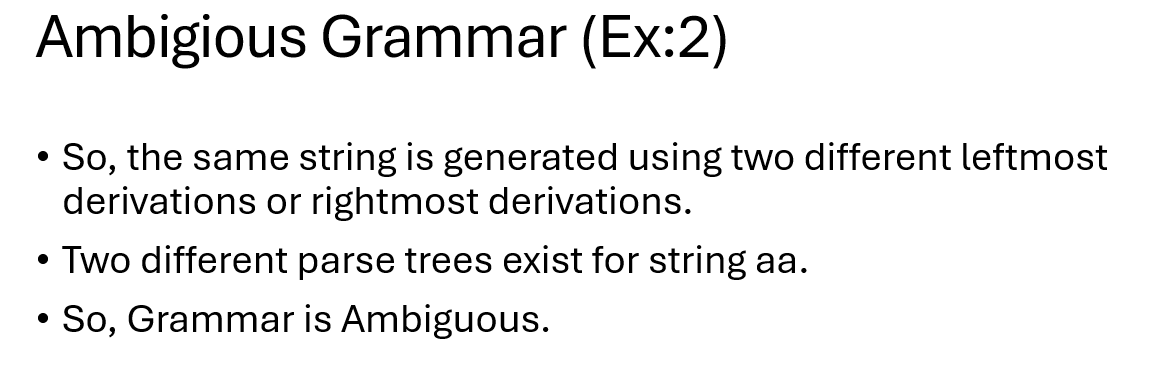 Ambigious Grammar (Ex:2)
• So, the same string is generated using two different leftmost
derivations or rightmost derivations.
• Two different parse trees exist for string aa.
• So, Grammar is Ambiguous.